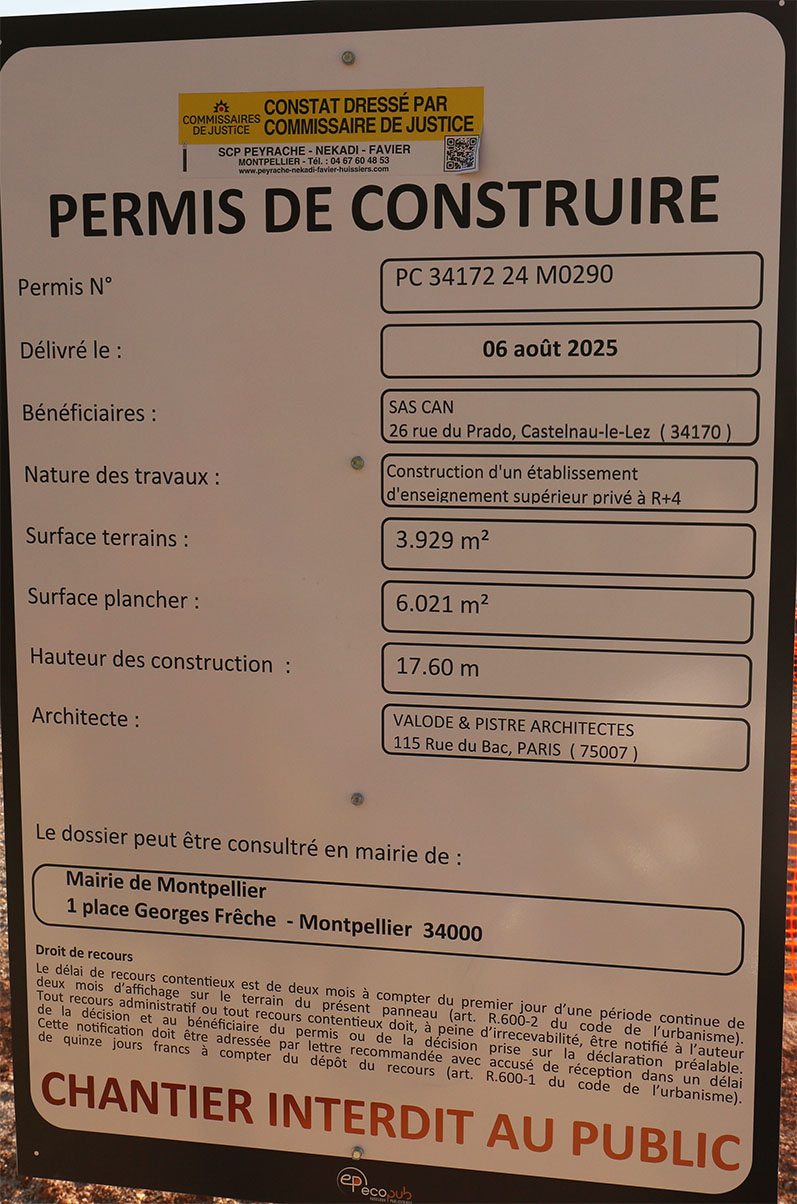 COMMISSAIRES
DE JUSTICE
CONSTAT DRESSÉ PAR
COMMISSAIRE DE JUSTICE
SCP PEYRACHE - NEKADI - FAVIER
MONTPELLIER - Tél. : 04 67 60 48 53
www.peyrache-nekadi-favier-huissiers.com
PERMIS DE CONSTRUIRE
Permis N° PC 34172 24 M0290
Délivré le : 06 août 2025
Bénéficiaires : SAS CAN
26 rue du Prado, Castelnau-le-Lez ( 34170 )
Nature des travaux : Construction d'un établissement
d'enseignement supérieur privé à R+4
Surface terrains : 3.929 m²
Surface plancher : 6.021 m²
Hauteur des construction : 17.60 m
Architecte : VALODE & PISTRE ARCHITECTES
115 Rue du Bac, PARIS ( 75007 )
Le dossier peut être consultré en mairie de :
Mairie de Montpellier
1 place Georges Frêche - Montpellier 34000
Droit de recours
Le délai de recours contentieux est de deux mois à compter du premier jour d'une période continue de
deux mois d'affichage sur le terrain du présent panneau (art. R.600-2 du code de l'urbanisme).
Tout recours administratif ou tout recours contentieux doit, à peine d'irrecevabilité, être notifié à l'auteur
de la décision et au bénéficiaire du permis ou de la décision prise sur la déclaration préalable.
Cette notification doit être adressée par lettre recommandée avec accusé de réception dans un délai
de quinze jours francs à compter du dépôt du recours (art. R.600-1 du code de l'urbanisme).
CHANTIER INTERDIT AU PUBLIC
ep ecopub